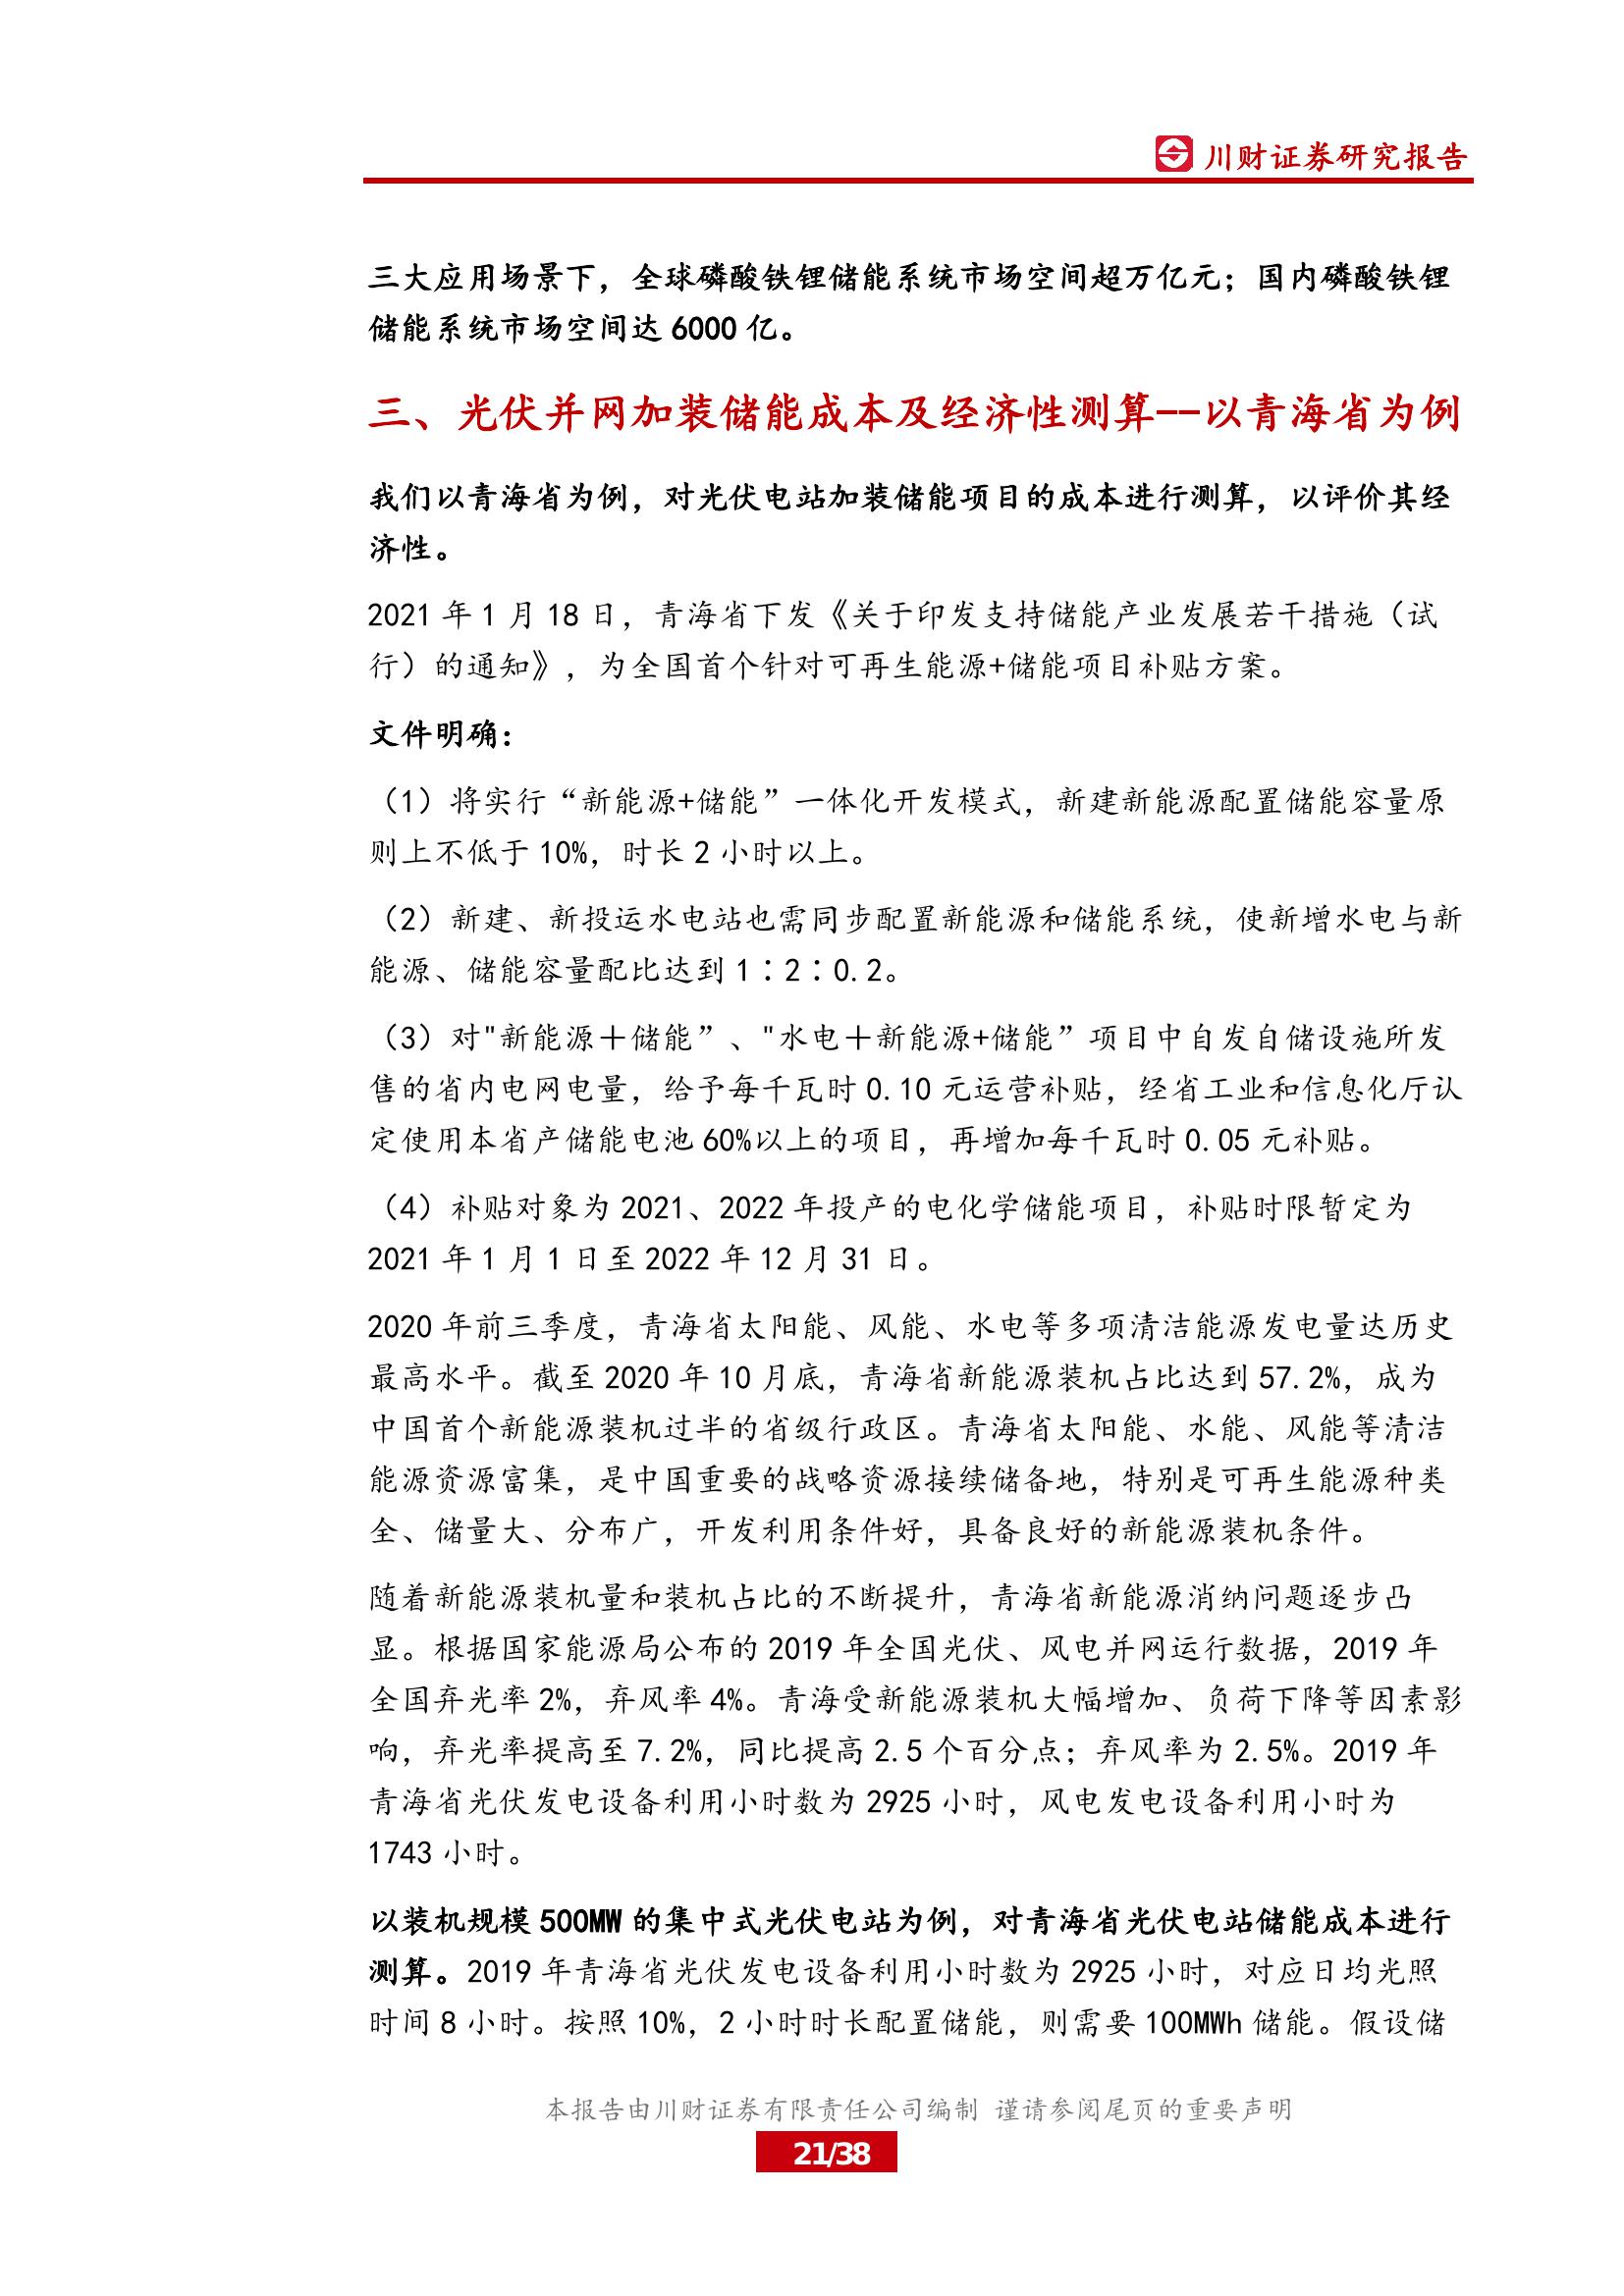 川财证券研究报告
三大应用场景下，全球磷酸铁锂储能系统市场空间超万亿元；国内磷酸铁锂
储能系统市场空间达 6000 亿。
三、光伏并网加装储能成本及经济性测算--以青海省为例
我们以青海省为例，对光伏电站加装储能项目的成本进行测算，以评价其经
济性。
2021 年 1 月 18 日，青海省下发《关于印发支持储能产业发展若干措施（试
行）的通知》，为全国首个针对可再生能源+储能项目补贴方案。
文件明确：
（1）将实行“新能源+储能”一体化开发模式，新建新能源配置储能容量原
则上不低于 10%，时长 2 小时以上。
（2）新建、新投运水电站也需同步配置新能源和储能系统，使新增水电与新
能源、储能容量配比达到 1∶2∶0.2。
（3）对"新能源＋储能”、"水电＋新能源+储能”项目中自发自储设施所发
售的省内电网电量，给予每千瓦时 0.10 元运营补贴，经省工业和信息化厅认
定使用本省产储能电池 60%以上的项目，再增加每千瓦时 0.05 元补贴。
（4）补贴对象为 2021、2022 年投产的电化学储能项目，补贴时限暂定为
2021 年 1 月 1 日至 2022 年 12 月 31 日。
2020 年前三季度，青海省太阳能、风能、水电等多项清洁能源发电量达历史
最高水平。截至 2020 年 10 月底，青海省新能源装机占比达到 57.2%，成为
中国首个新能源装机过半的省级行政区。青海省太阳能、水能、风能等清洁
能源资源富集，是中国重要的战略资源接续储备地，特别是可再生能源种类
全、储量大、分布广，开发利用条件好，具备良好的新能源装机条件。
随着新能源装机量和装机占比的不断提升，青海省新能源消纳问题逐步凸
显。根据国家能源局公布的 2019 年全国光伏、风电并网运行数据，2019 年
全国弃光率 2%，弃风率 4%。青海受新能源装机大幅增加、负荷下降等因素影
响，弃光率提高至 7.2%，同比提高 2.5 个百分点；弃风率为 2.5%。2019 年
青海省光伏发电设备利用小时数为 2925 小时，风电发电设备利用小时为
1743 小时。
以装机规模 500MW 的集中式光伏电站为例，对青海省光伏电站储能成本进行
测算。2019 年青海省光伏发电设备利用小时数为 2925 小时，对应日均光照
时间 8 小时。按照 10%，2 小时时长配置储能，则需要 100MWh 储能。假设储
本报告由川财证券有限责任公司编制 谨请参阅尾页的重要声明
21/38